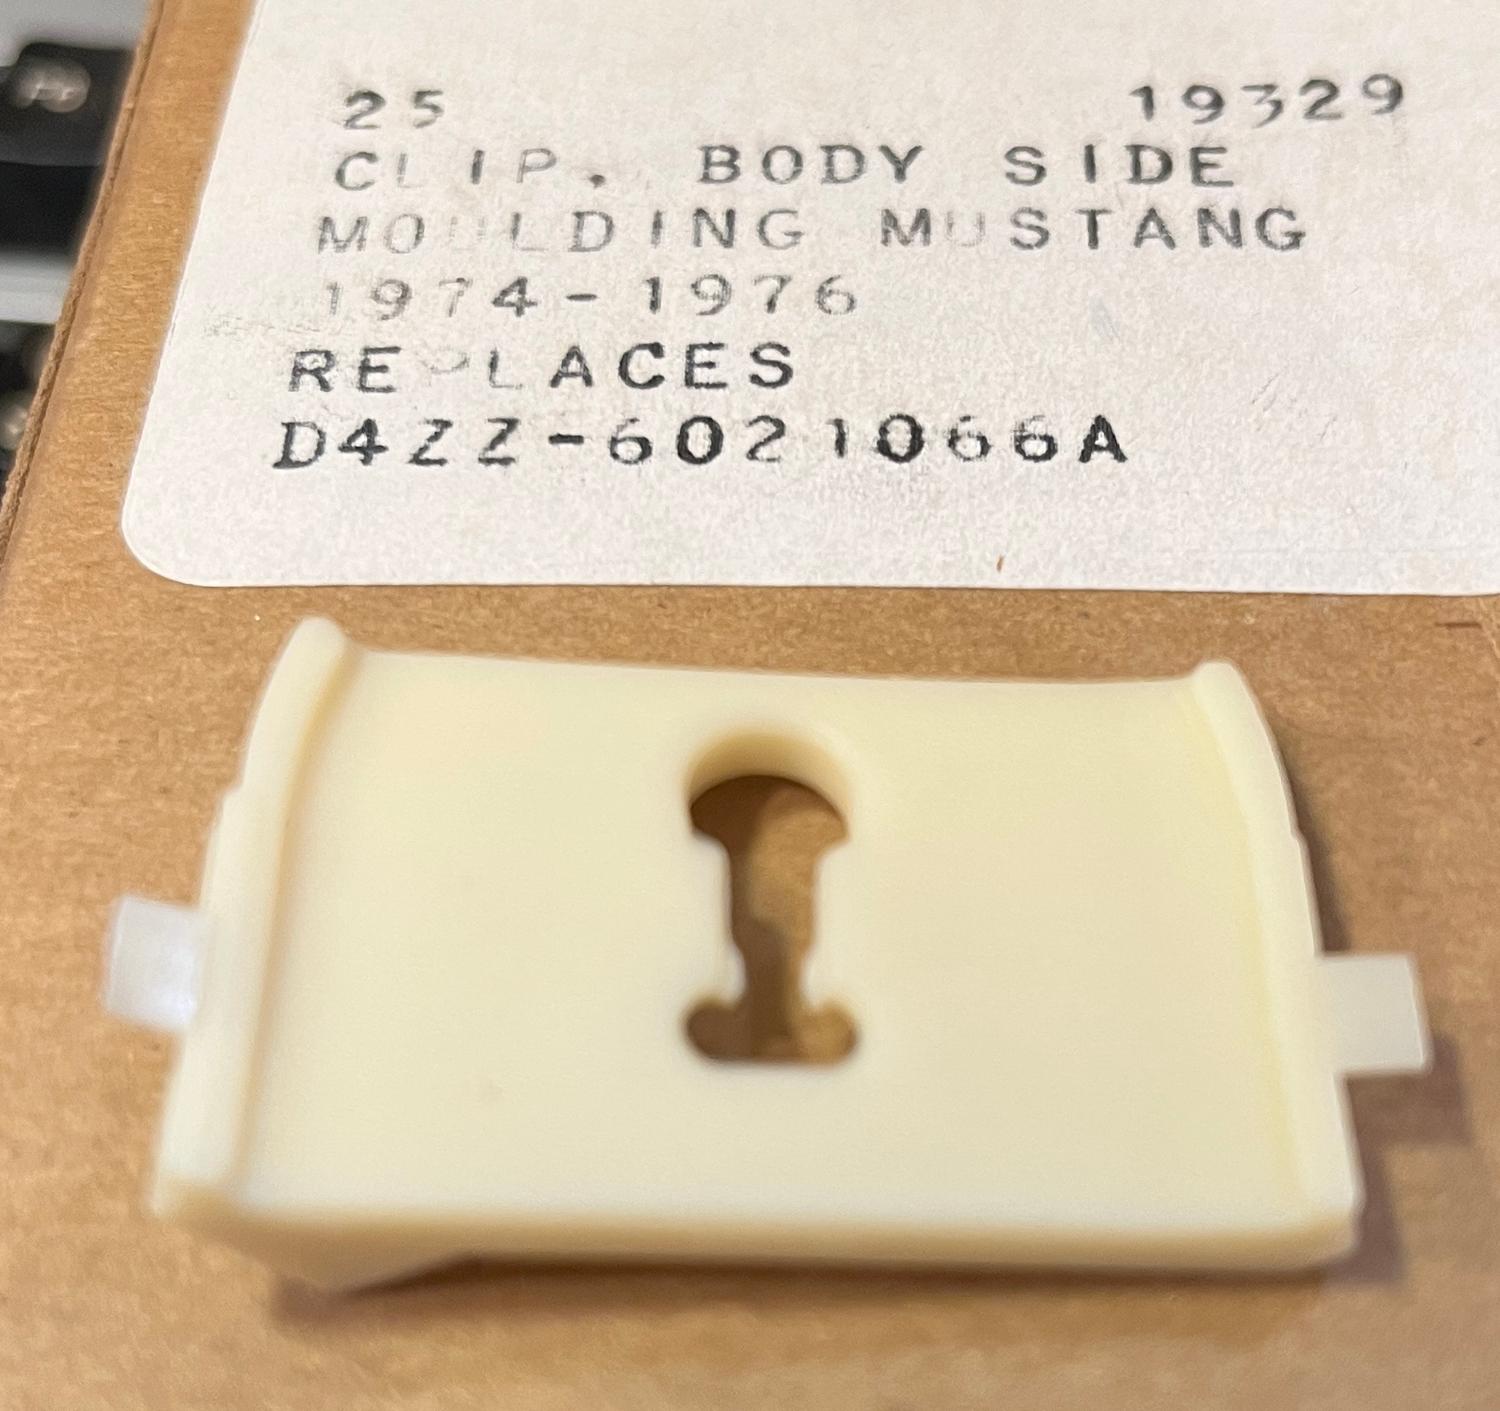 25 19329
CLIP, BODY SIDE
MOULDING MUSTANG
1974-1976
REPLACES
D4ZZ-6021066A